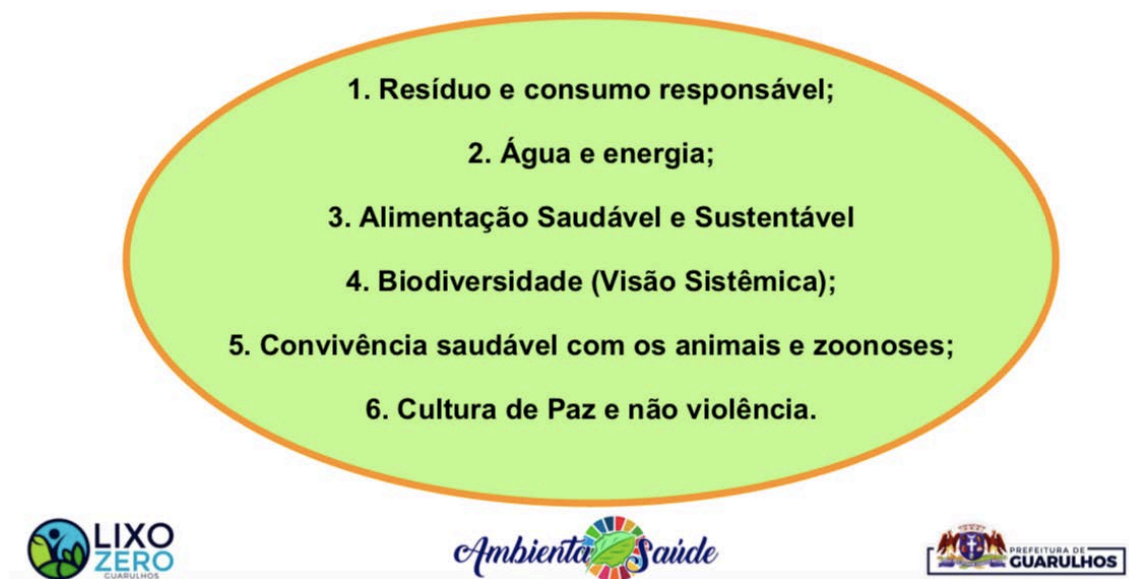 1. Resíduo e consumo responsável;
2. Água e energia;
3. Alimentação Saudável e Sustentável
4. Biodiversidade (Visão Sistêmica);
5. Convivência saudável com os animais e zoonoses;
6. Cultura de Paz e não violência.
LIXO
ZERO
GUARULHOS
Ambiente Saúde
PREFEITURA DE
GUARULHOS